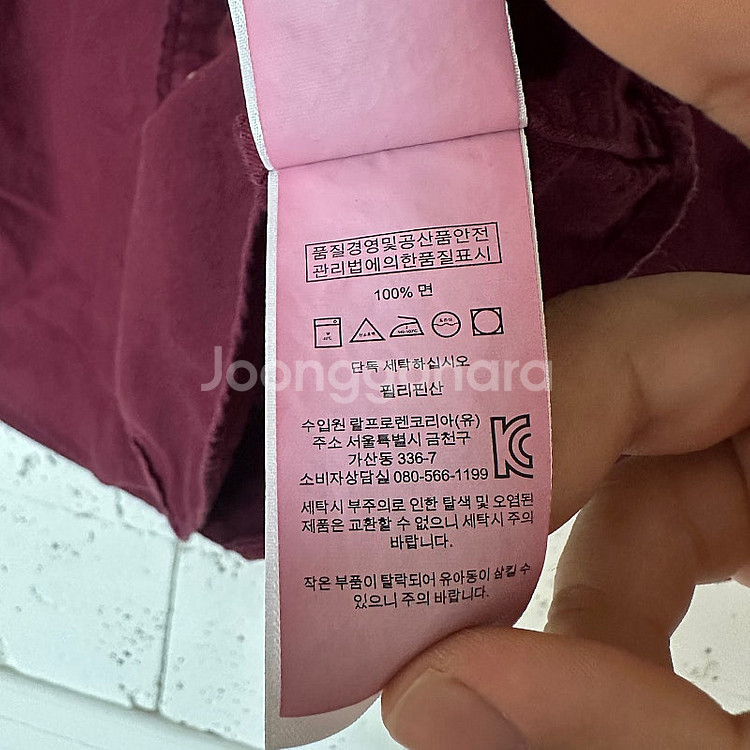 품질경영및공산품안전
관리법에의한품질표시
100% 면
단독 세탁하십시오
Joonggonara
필리핀산
수입원 랄프로렌코리아(유)
주소 서울특별시 금천구
가산동 336-7
소비자상담실 080-566-1199
세탁시 부주의로 인한 탈색 및 오염된
제품은 교환할 수 없으니 세탁시 주의
바랍니다.
작은 부품이 탈락되어 유아동이 삼킬 수
있으니 주의 바랍니다.